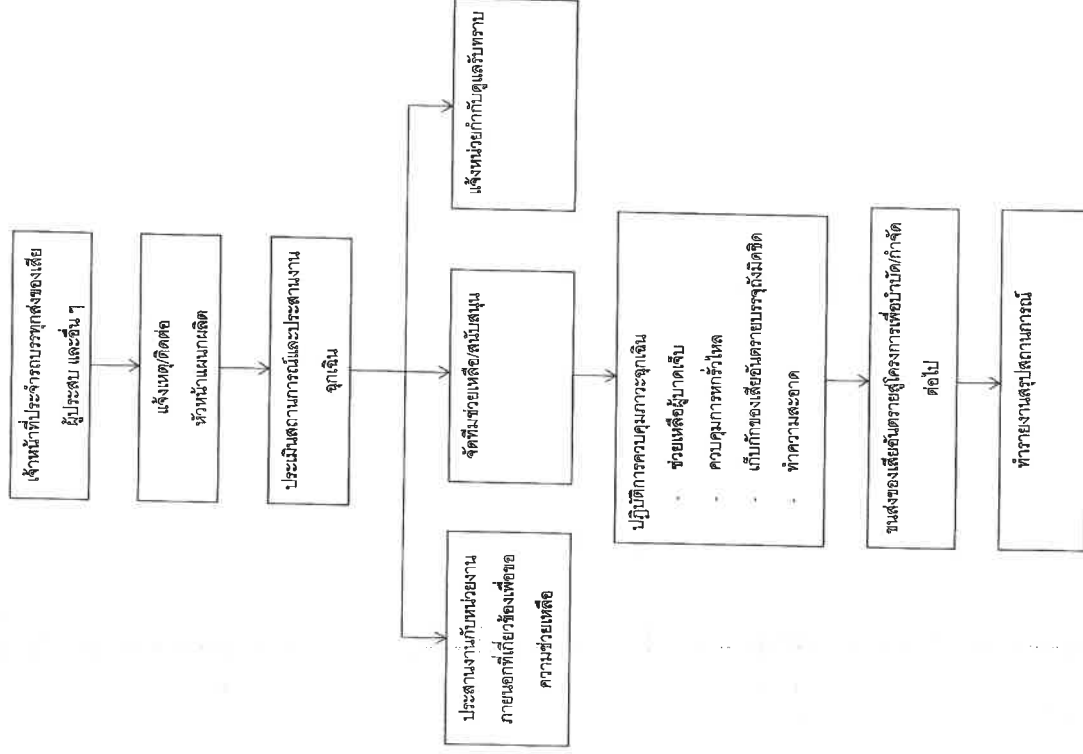 เจ้าหน้าที่ประจำรถบรรทุกส่งของเสีย
ผู้ประสบ และอื่น ๆ
แจ้งเหตุ/ติดต่อ
หัวหน้าแผนกผลิต
ประเมินสถานการณ์และประสานงาน
ฉุกเฉิน
ประสานงานกับหน่วยงาน
ภายนอกที่เกี่ยวข้องเพื่อขอ
ความช่วยเหลือ
จัดทีมช่วยเหลือ/สนับสนุน
แจ้งหน่วยกำกับดูแลรับทราบ
ปฏิบัติการควบคุมภาวะฉุกเฉิน
- ช่วยเหลือผู้บาดเจ็บ
- ควบคุมการหกรั่วไหล
- เก็บกักของเสียอันตรายบรรจุถังมิดชิด
- ทำความสะอาด
ขนส่งของเสียอันตรายสู่โครงการเพื่อบำบัด/กำจัด
ต่อไป
ทำรายงานสรุปสถานการณ์